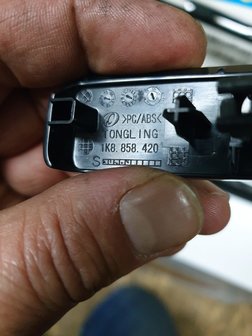 >PC/ABS<
TONGLING
1K8. 858. 420
S